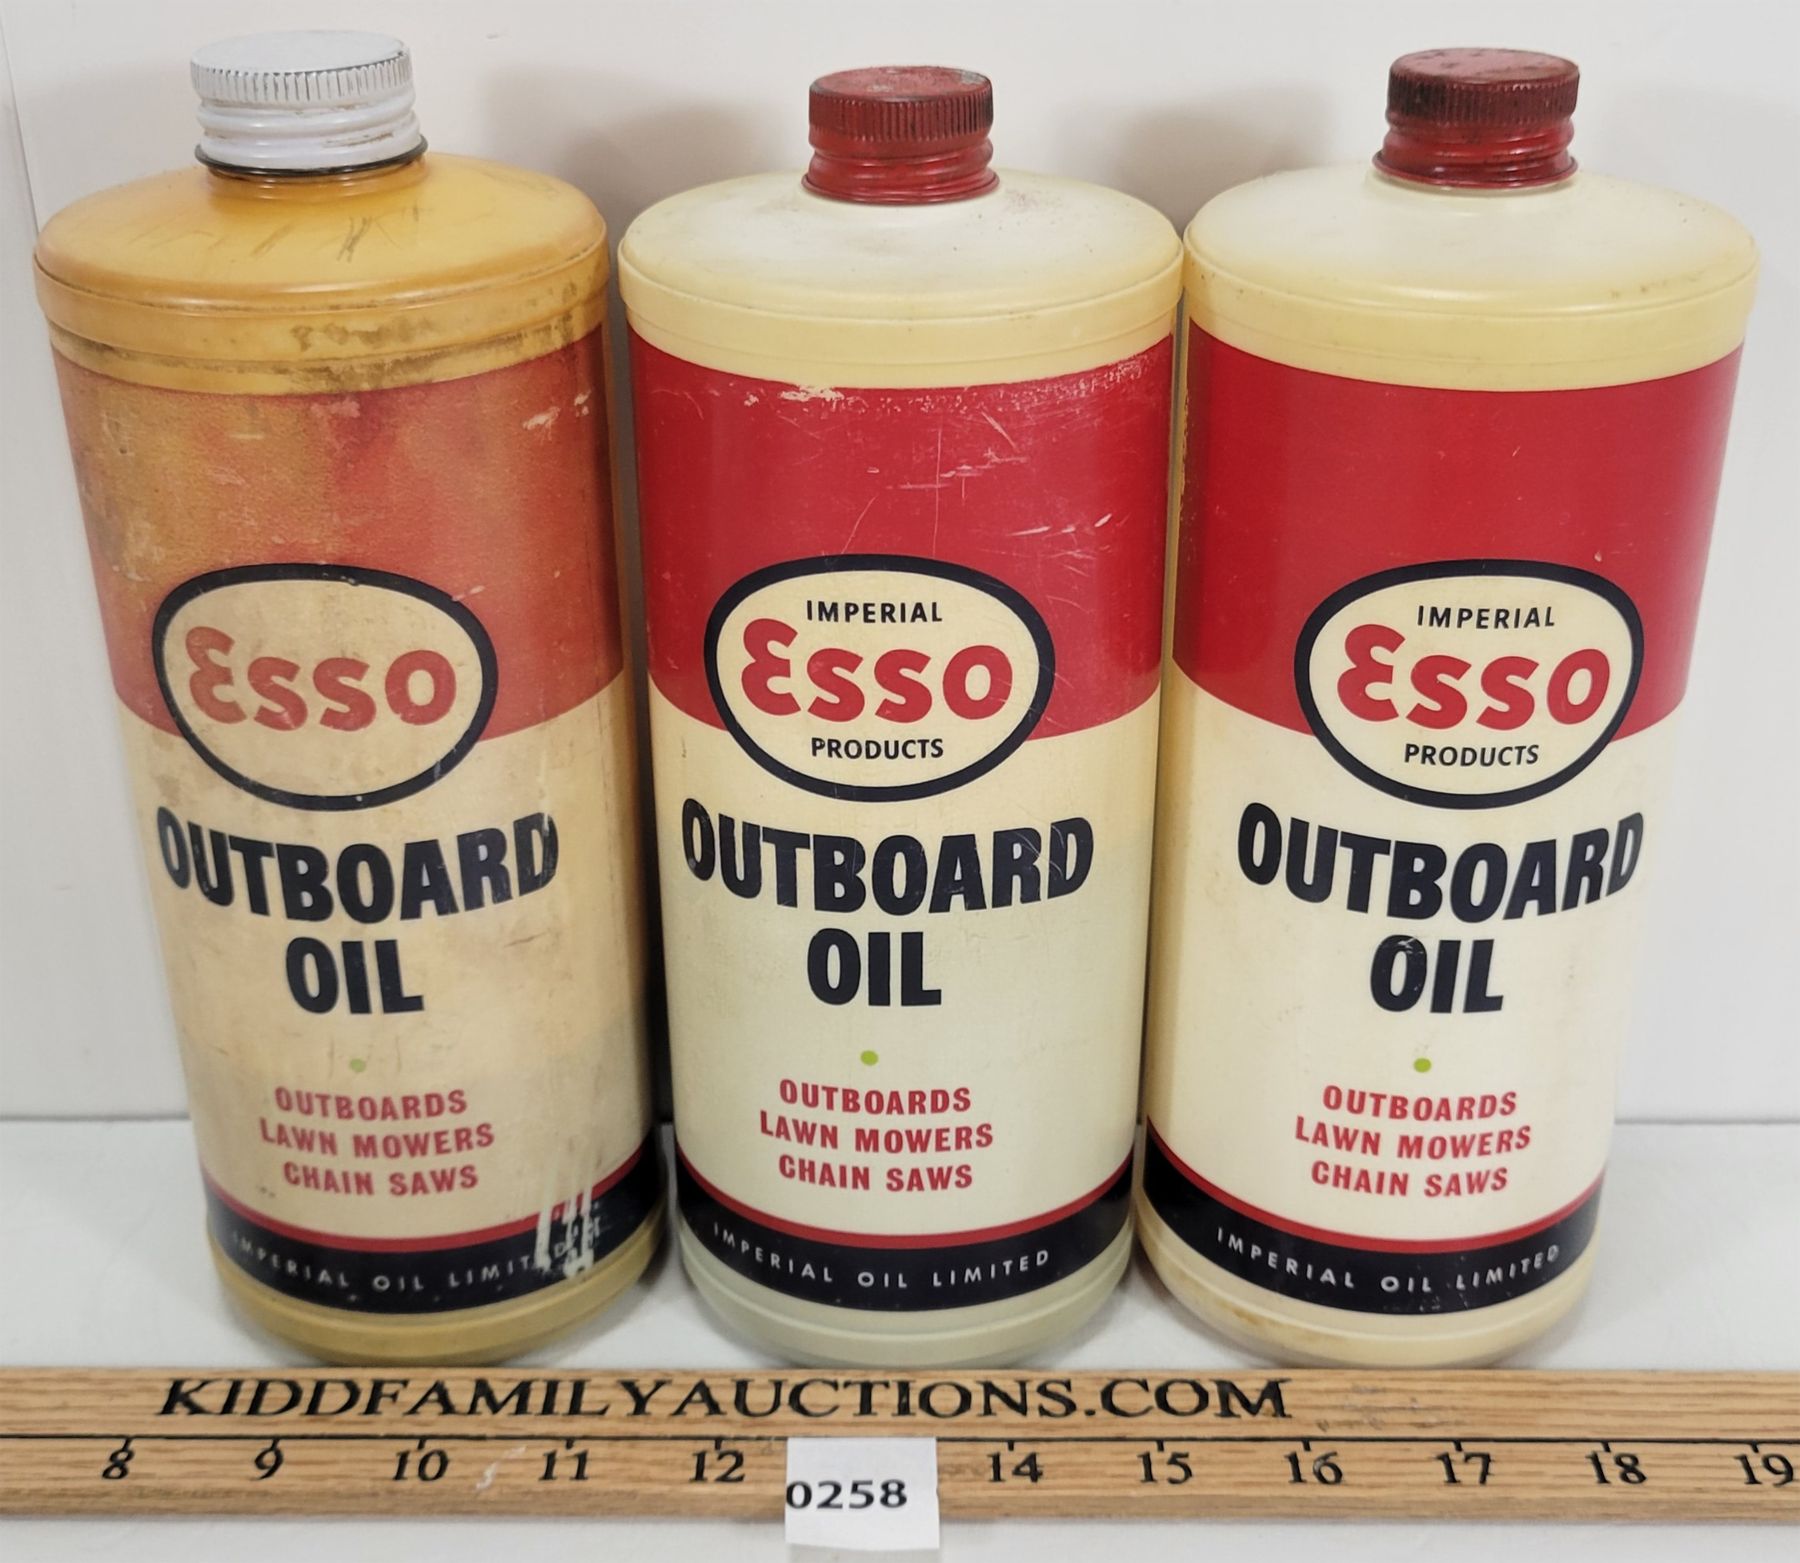 Esso
OUTBOARD
OIL
OUTBOARDS
LAWN MOWERS
CHAIN SAWS
IMPERIAL OIL LIMITED
IMPERIAL
Esso
PRODUCTS
OUTBOARD
OIL
OUTBOARDS
LAWN MOWERS
CHAIN SAWS
IMPERIAL OIL LIMITED
IMPERIAL
Esso
PRODUCTS
OUTBOARD
OIL
OUTBOARDS
LAWN MOWERS
CHAIN SAWS
IMPERIAL OIL LIMITED
KIDDFAMILYAUCTIONS.COM
8 9 10 11 12 14 15 16 17 18 19
0258